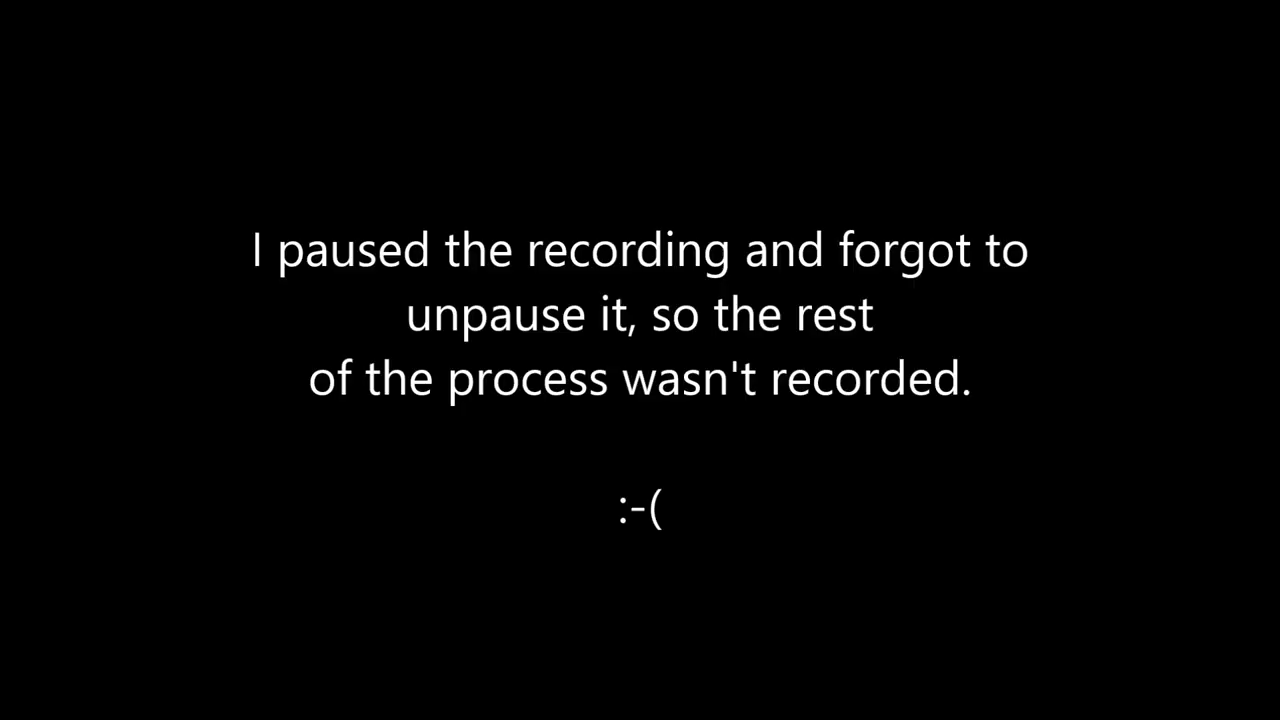 I paused the recording and forgot to
unpause it, so the rest
of the process wasn't recorded.
:-(